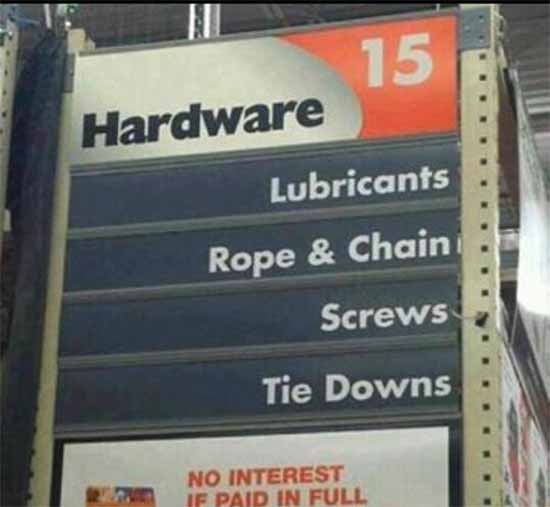 15
Hardware
Lubricants
Rope & Chain
Screws
Tie Downs
NO INTEREST
IF PAID IN FULL